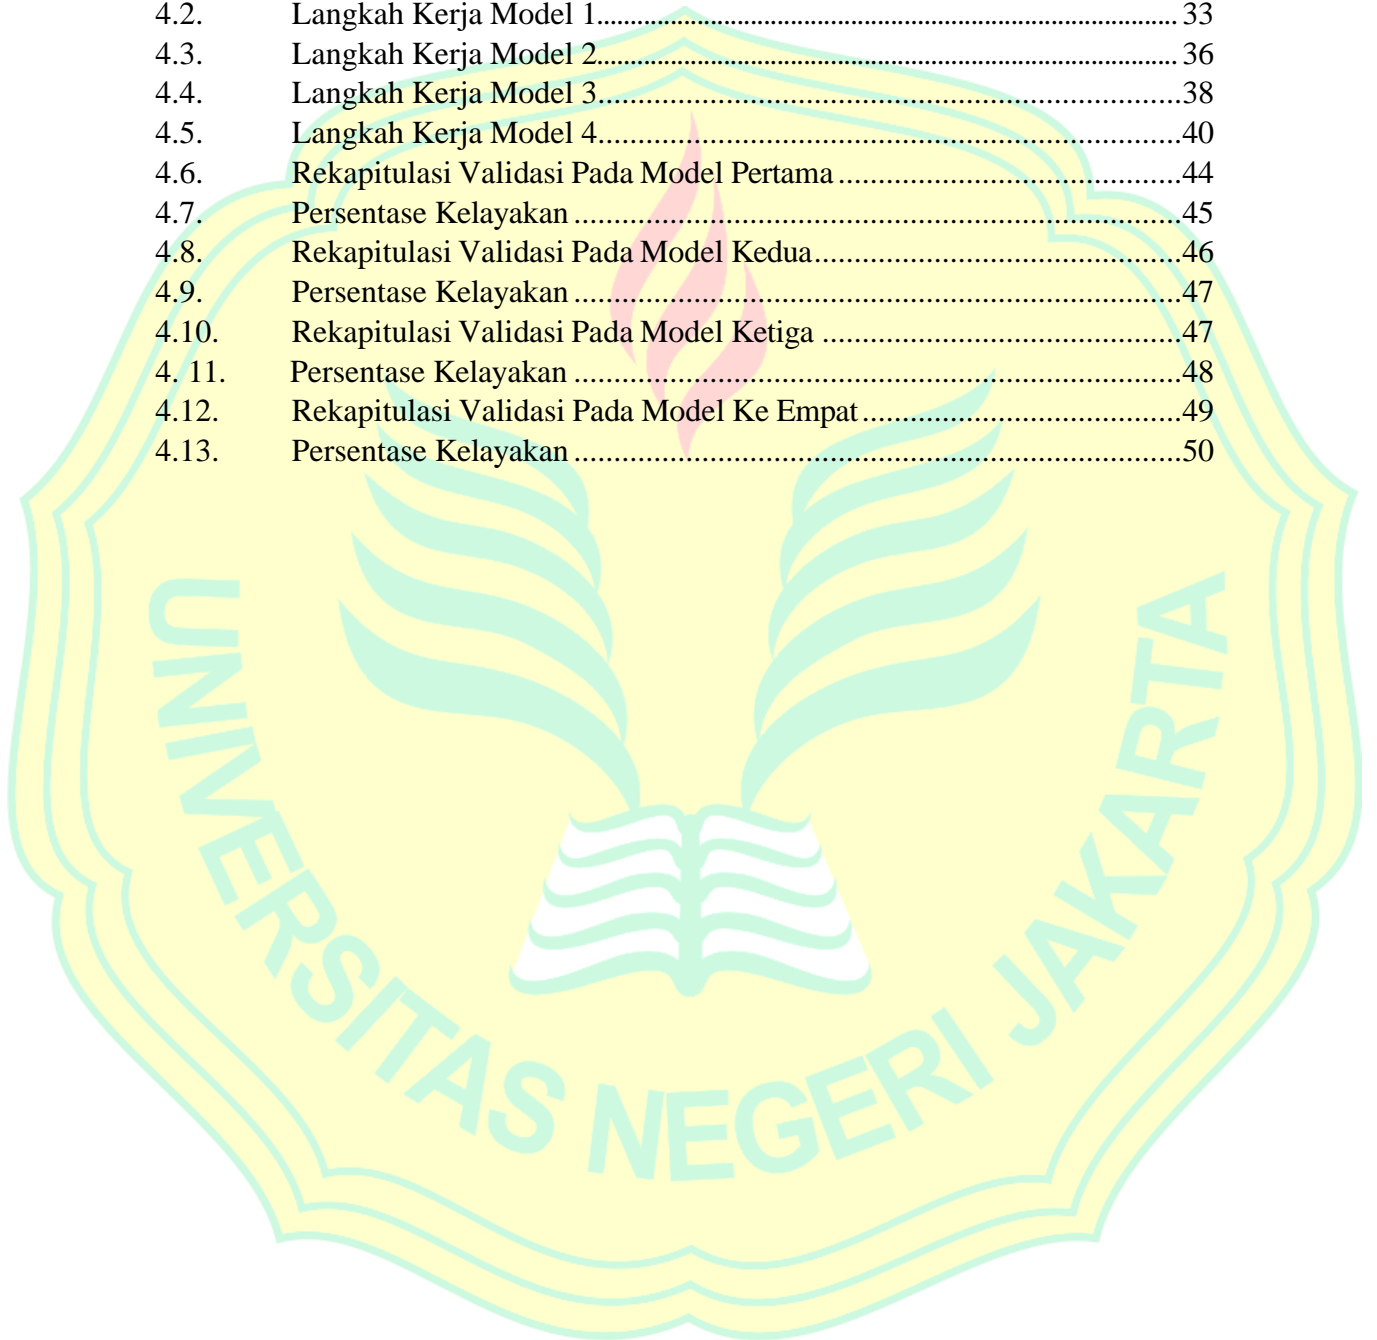 4.2. Langkah Kerja Model 1.......................................................................... 33
4.3. Langkah Kerja Model 2.......................................................................... 36
4.4. Langkah Kerja Model 3..........................................................................38
4.5. Langkah Kerja Model 4..........................................................................40
4.6. Rekapitulasi Validasi Pada Model Pertama ...........................................44
4.7. Persentase Kelayakan ............................................................................45
4.8. Rekapitulasi Validasi Pada Model Kedua..............................................46
4.9. Persentase Kelayakan ............................................................................47
4.10. Rekapitulasi Validasi Pada Model Ketiga .............................................47
4. 11. Persentase Kelayakan ............................................................................48
4.12. Rekapitulasi Validasi Pada Model Ke Empat ........................................49
4.13. Persentase Kelayakan ............................................................................50
UNIVERSITAS NEGERI JAKARTA